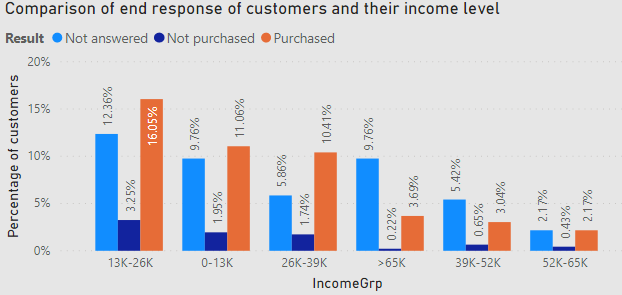 Comparison of end response of customers and their income level
Result Not answered Not purchased Purchased
Percentage of customers
20%
15%
10%
5%
0%
12.36% 3.25% 16.05% 9.76% 1.95% 11.06% 5.86% 1.74% 10.41% 9.76% 0.22% 3.69% 5.42% 0.65% 3.04% 2.17% 0.43% 2.17%
13K-26K 0-13K 26K-39K >65K 39K-52K 52K-65K
IncomeGrp